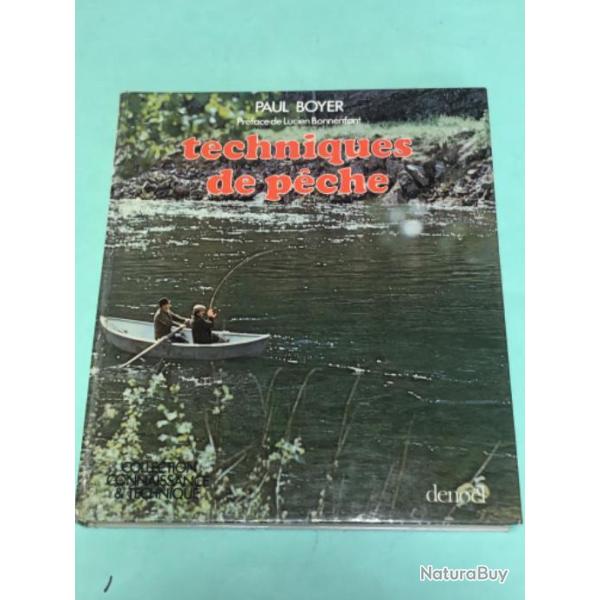 PAUL BOYER
Préface de Lucien Bonnenfant
techniques
de pêche
COLLECTION
CONNAISSANCE
& TECHNIQUE
denoël
NaturaBuy